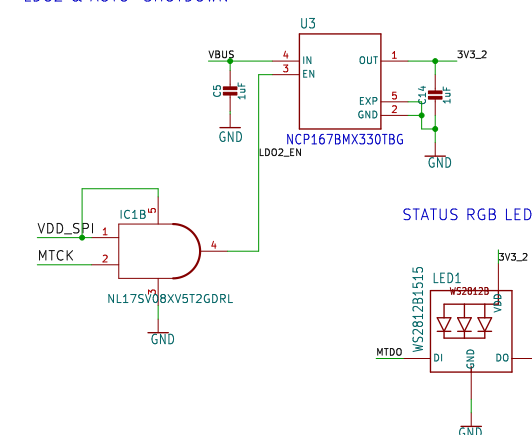 LDO2 & AUTO-SHUTDOWN
U3
VBUS
4 IN
3 EN
OUT 1
3V3_2
EXP 5
GND 2
C5
1uF
C14
1uF
GND
NCP167BMX330TBG
GND
LDO2_EN
STATUS RGB LED
IC1B
5
VDD_SPI 1
MTCK 2
4
3
NL17SV08XV5T2GDRL
GND
3V3_2
LED1
WS2812B
WS2812B1515
VDD
MTDO
DI
GND
DO
GND